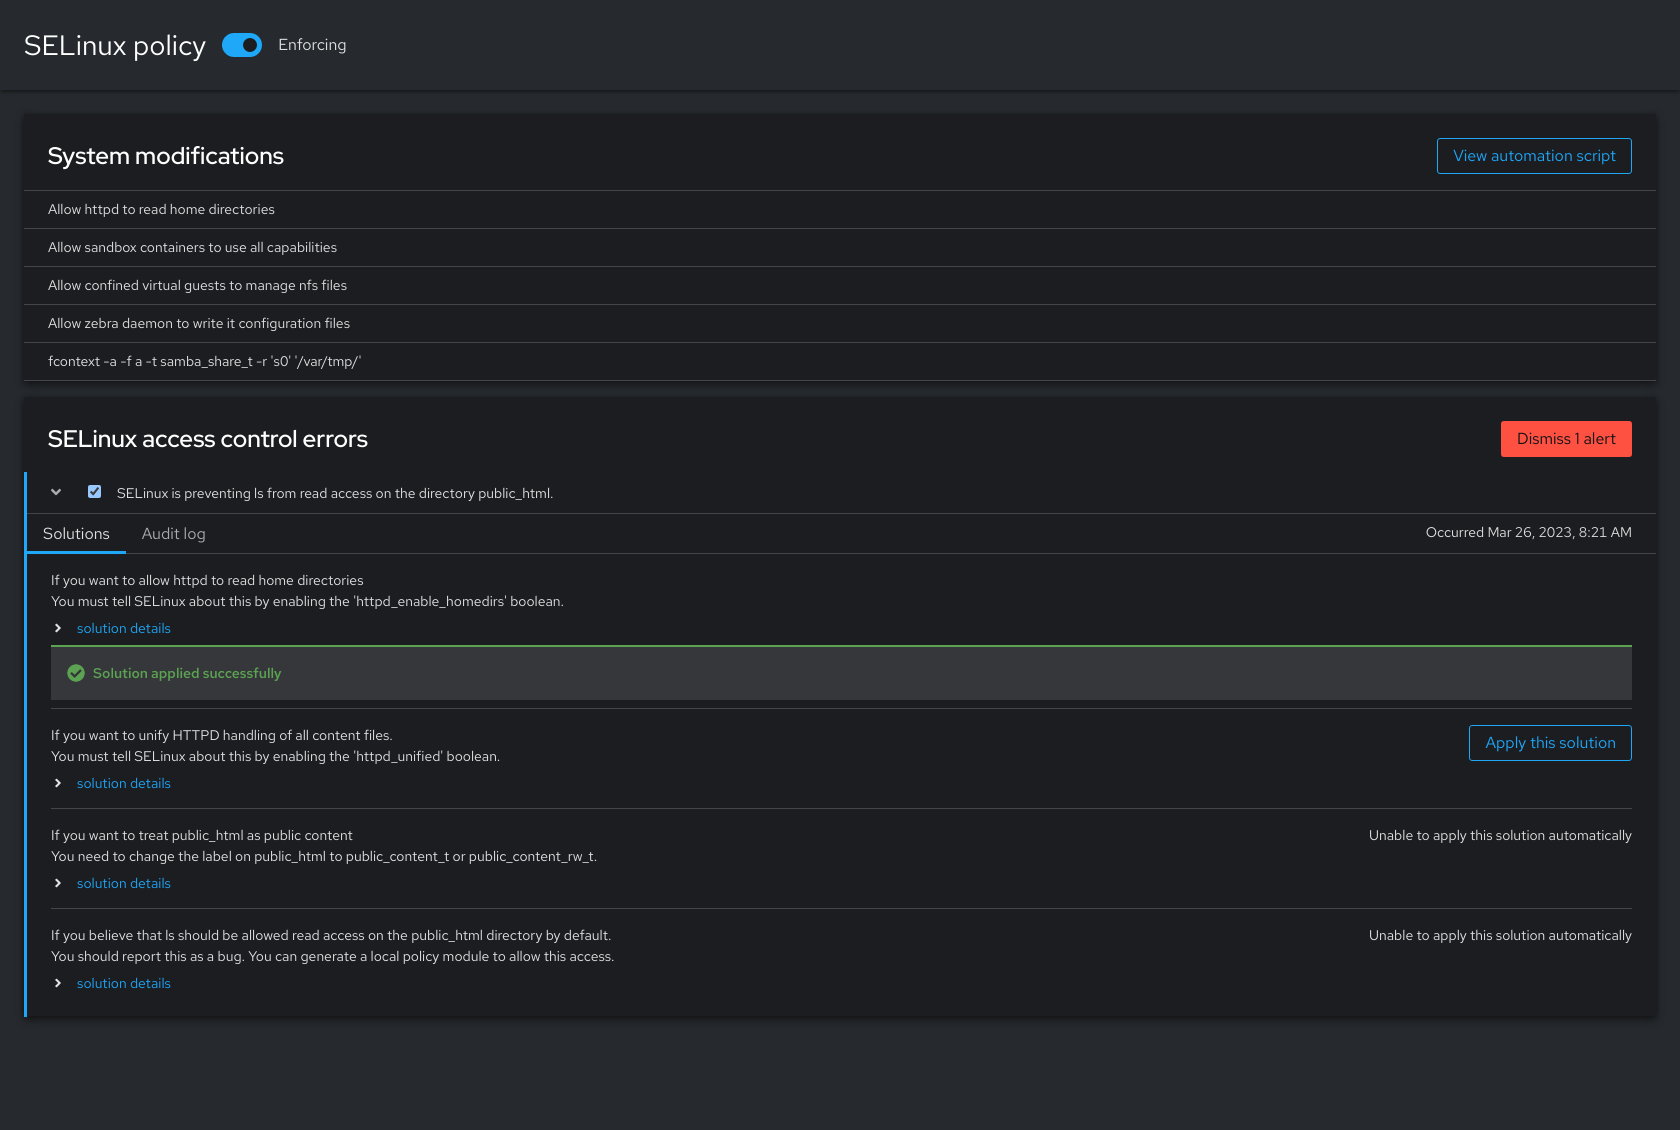 SELinux policy Enforcing
System modifications View automation script
Allow httpd to read home directories
Allow sandbox containers to use all capabilities
Allow confined virtual guests to manage nfs files
Allow zebra daemon to write it configuration files
fcontext -a -f a -t samba_share_t -r 's0' '/var/tmp/'
SELinux access control errors Dismiss 1 alert
SELinux is preventing ls from read access on the directory public_html.
Solutions Audit log Occurred Mar 26, 2023, 8:21 AM
If you want to allow httpd to read home directories
You must tell SELinux about this by enabling the 'httpd_enable_homedirs' boolean.
solution details
Solution applied successfully
If you want to unify HTTPD handling of all content files. Apply this solution
You must tell SELinux about this by enabling the 'httpd_unified' boolean.
solution details
If you want to treat public_html as public content Unable to apply this solution automatically
You need to change the label on public_html to public_content_t or public_content_rw_t.
solution details
If you believe that ls should be allowed read access on the public_html directory by default. Unable to apply this solution automatically
You should report this as a bug. You can generate a local policy module to allow this access.
solution details